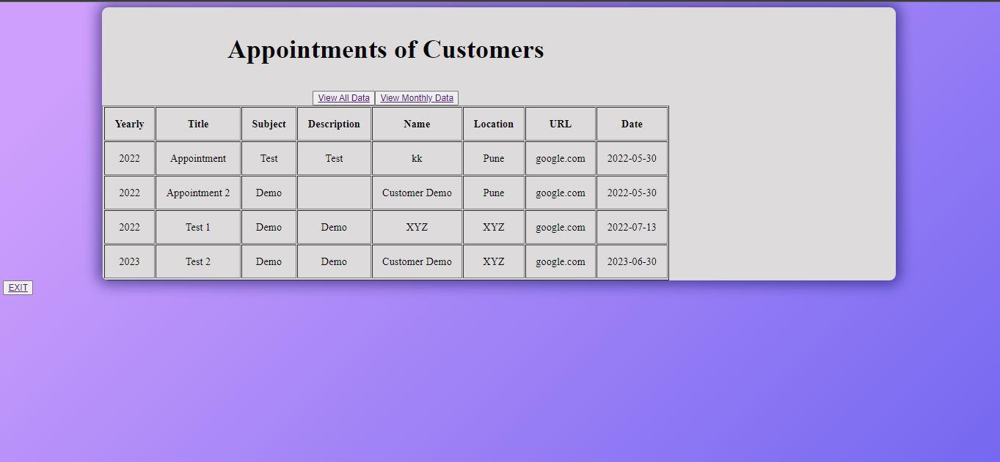 Appointments of Customers
View All Data View Monthly Data
Yearly Title Subject Description Name Location URL Date
2022 Appointment Test Test kk Pune google.com 2022-05-30
2022 Appointment 2 Demo Customer Demo Pune google.com 2022-05-30
2022 Test 1 Demo Demo XYZ XYZ google.com 2022-07-13
2023 Test 2 Demo Demo Customer Demo XYZ google.com 2023-06-30
EXIT